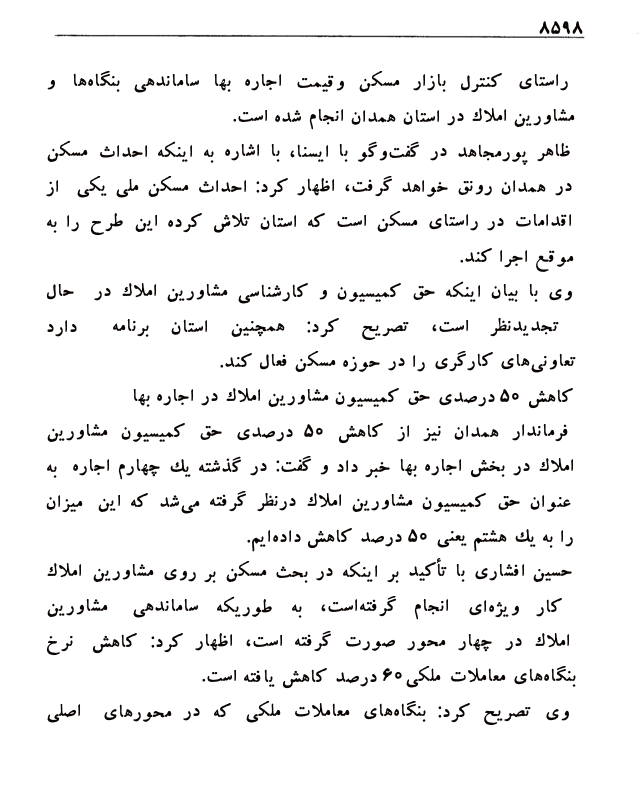 ۸۵۹۸
راستای کنترل بازار مسکن وقیمت اجاره بها ساماندهی بنگاه‌ها و
مشاورین املاك در استان همدان انجام شده است.
ظاهر پورمجاهد در گفت‌وگو با ایسنا، با اشاره به اینکه احداث مسکن
در همدان رونق خواهد گرفت، اظهار کرد: احداث مسکن ملی یکی از
اقدامات در راستای مسکن است که استان تلاش کرده این طرح را به
موقع اجرا کند.
وی با بیان اینکه حق کمیسیون و کارشناسی مشاورین املاك در حال
تجدیدنظر است، تصریح کرد: همچنین استان برنامه دارد
تعاونی‌های کارگری را در حوزه مسکن فعال کند.
کاهش ۵۰ درصدی حق کمیسیون مشاورین املاك در اجاره بها
فرماندار همدان نیز از کاهش ۵۰ درصدی حق کمیسیون مشاورین
املاك در بخش اجاره بها خبر داد و گفت: در گذشته یك چهارم اجاره به
عنوان حق کمیسیون مشاورین املاك درنظر گرفته می‌شد که این میزان
را به یك هشتم یعنی ۵۰ درصد کاهش داده‌ایم.
حسین افشاری با تأکید بر اینکه در بحث مسکن بر روی مشاورین املاك
کار ویژه‌ای انجام گرفته‌است، به طوریکه ساماندهی مشاورین
املاك در چهار محور صورت گرفته است، اظهار کرد: کاهش نرخ
بنگاه‌های معاملات ملکی ۶۰ درصد کاهش یافته است.
وی تصریح کرد: بنگاه‌های معاملات ملکی که در محورهای اصلی